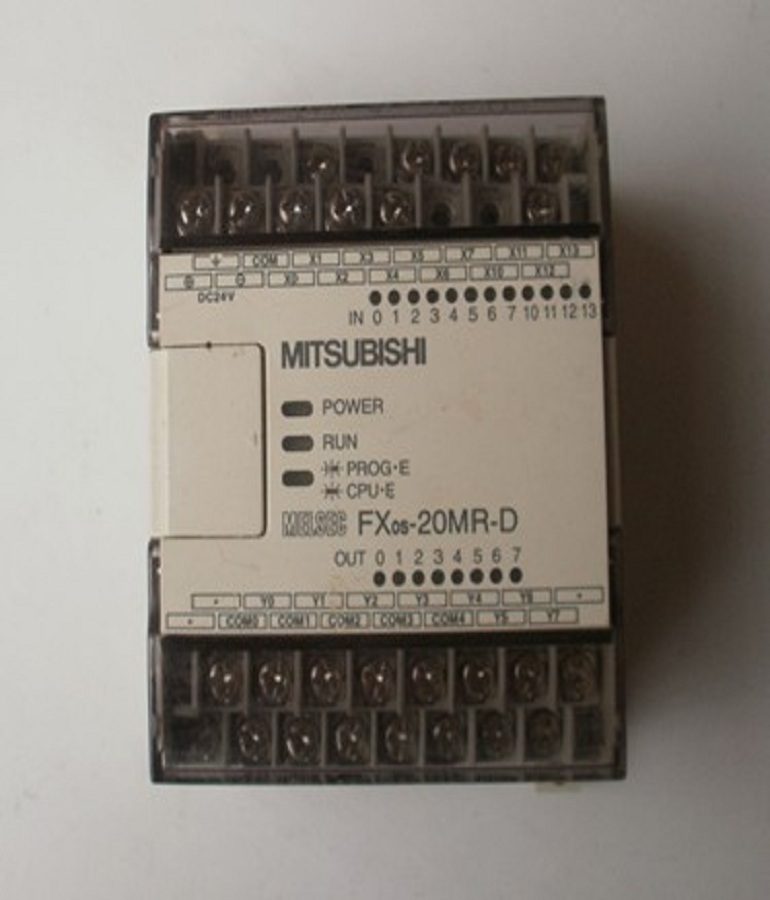 ⏚ COM X1 X3 X5 X7 X11 X13
⊕ ⊖ X0 X2 X4 X6 X10 X12
DC24V
IN 0 1 2 3 4 5 6 7 10 11 12 13
MITSUBISHI
POWER
RUN
PROG·E
CPU·E
MELSEC FX0S-20MR-D
OUT 0 1 2 3 4 5 6 7
• Y0 Y1 Y2 Y3 Y4 Y6 •
• COM0 COM1 COM2 COM3 COM4 Y5 Y7